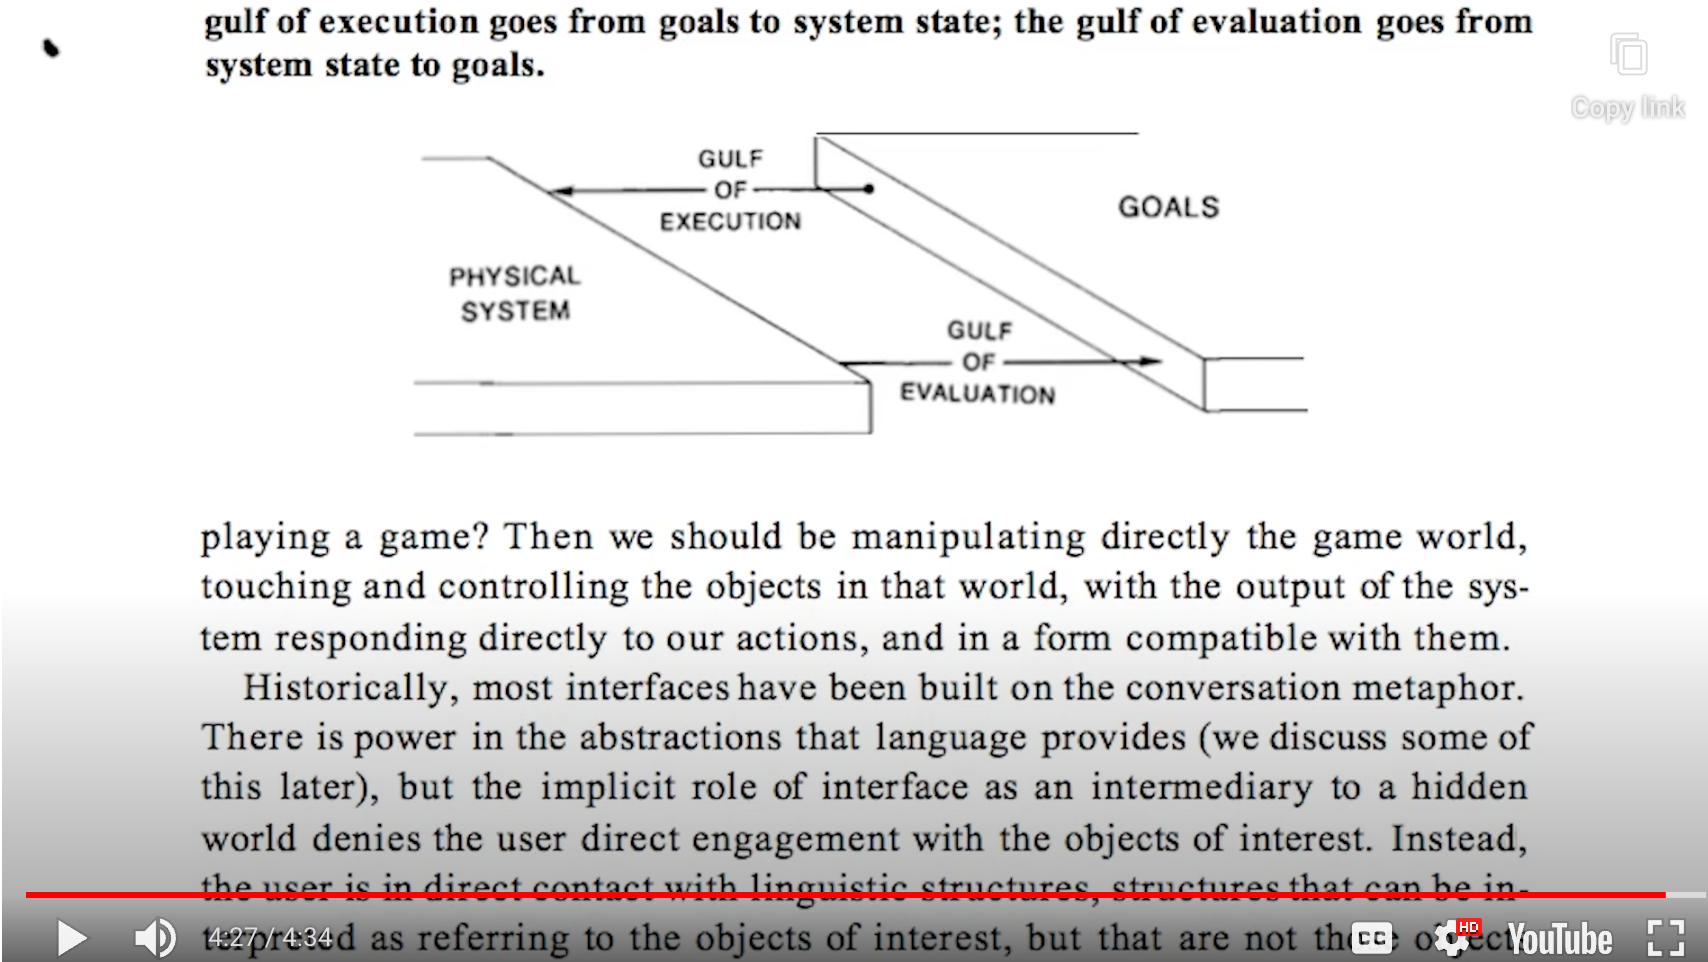 gulf of execution goes from goals to system state; the gulf of evaluation goes from
system state to goals.
Copy link
GULF
OF
EXECUTION
GOALS
PHYSICAL
SYSTEM
GULF
OF
EVALUATION
playing a game? Then we should be manipulating directly the game world,
touching and controlling the objects in that world, with the output of the sys-
tem responding directly to our actions, and in a form compatible with them.
Historically, most interfaces have been built on the conversation metaphor.
There is power in the abstractions that language provides (we discuss some of
this later), but the implicit role of interface as an intermediary to a hidden
world denies the user direct engagement with the objects of interest. Instead,
the user is in direct contact with linguistic structures, structures that can be in-
as referring to the objects of interest, but that are not
4:27 / 4:34
CC
HD
YouTube